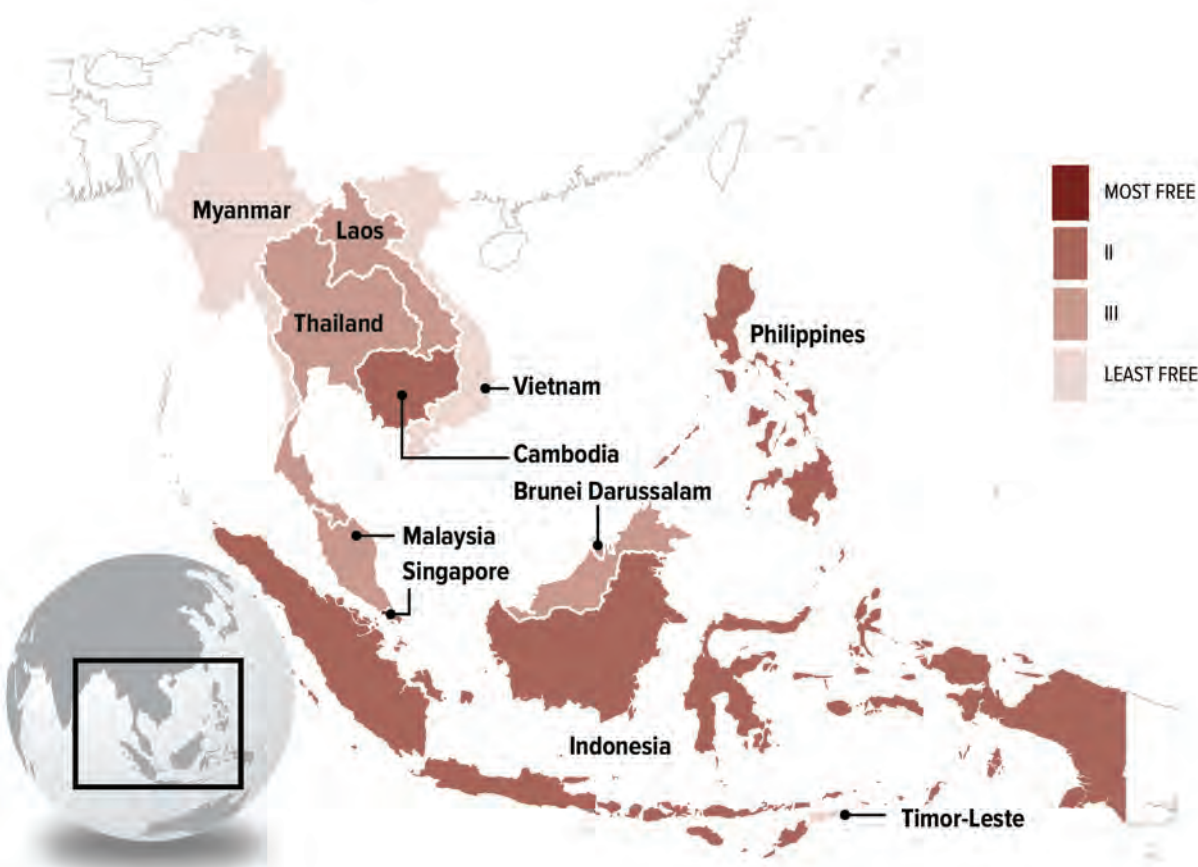 MOST FREE
II
III
LEAST FREE
Myanmar
Laos
Thailand
Philippines
Vietnam
Cambodia
Brunei Darussalam
Malaysia
Singapore
Indonesia
Timor-Leste